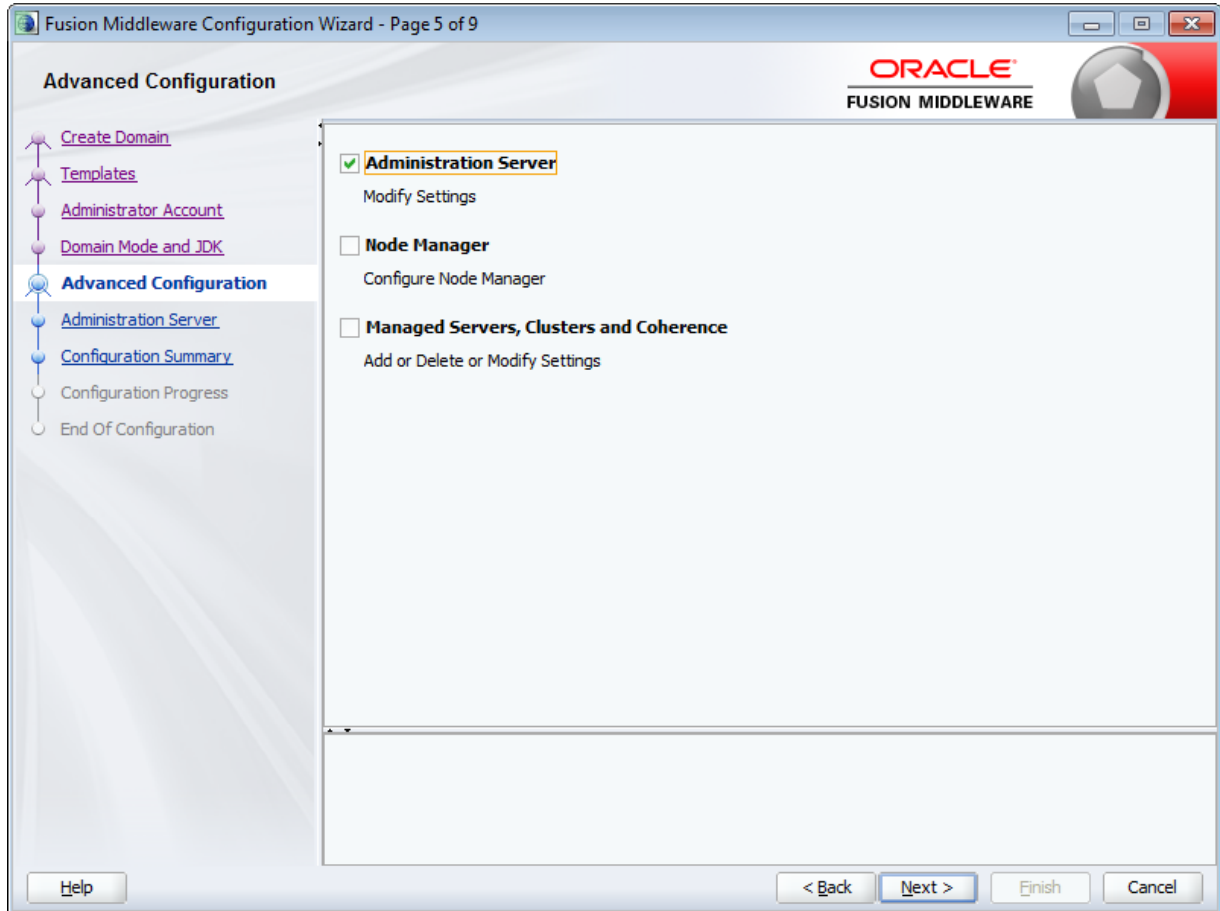 Fusion Middleware Configuration Wizard - Page 5 of 9
Advanced Configuration
ORACLE
FUSION MIDDLEWARE
Create Domain
Templates
Administrator Account
Domain Mode and JDK
Advanced Configuration
Administration Server
Configuration Summary
Configuration Progress
End Of Configuration
Administration Server
Modify Settings
Node Manager
Configure Node Manager
Managed Servers, Clusters and Coherence
Add or Delete or Modify Settings
Help
< Back
Next >
Finish
Cancel